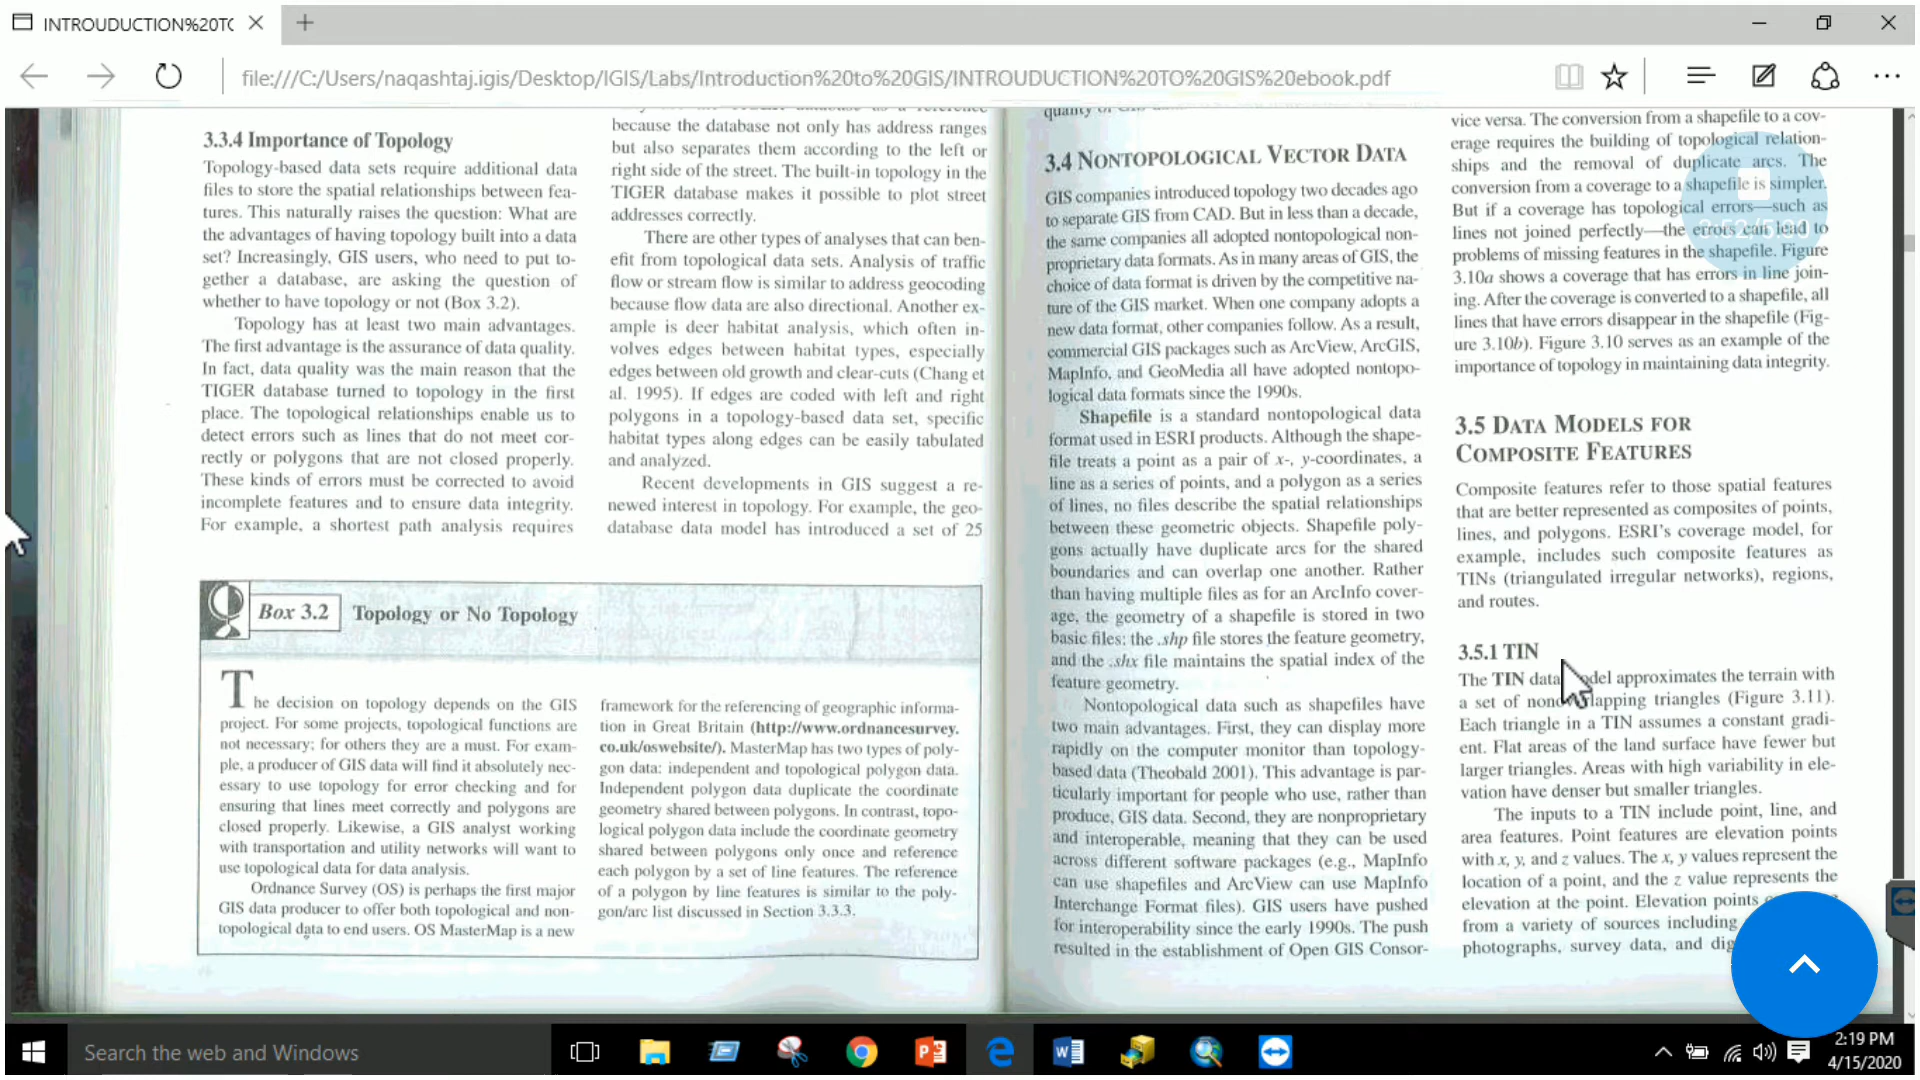 INTROUDUCTION%20TC
file:///C:/Users/naqashtaj.igis/Desktop/IGIS/Labs/Introduction%20to%20GIS/INTROUDUCTION%20TO%20GIS%20ebook.pdf
3.3.4 Importance of Topology
Topology-based data sets require additional data
files to store the spatial relationships between fea-
tures. This naturally raises the question: What are
the advantages of having topology built into a data
set? Increasingly, GIS users, who need to put to-
gether a database, are asking the question of
whether to have topology or not (Box 3.2).
Topology has at least two main advantages.
The first advantage is the assurance of data quality.
In fact, data quality was the main reason that the
TIGER database turned to topology in the first
place. The topological relationships enable us to
detect errors such as lines that do not meet cor-
rectly or polygons that are not closed properly.
These kinds of errors must be corrected to avoid
incomplete features and to ensure data integrity.
For example, a shortest path analysis requires
because the database not only has address ranges
but also separates them according to the left or
right side of the street. The built-in topology in the
TIGER database makes it possible to plot street
addresses correctly.
There are other types of analyses that can ben-
efit from topological data sets. Analysis of traffic
flow or stream flow is similar to address geocoding
because flow data are also directional. Another ex-
ample is deer habitat analysis, which often in-
volves edges between habitat types, especially
edges between old growth and clear-cuts (Chang et
al. 1995). If edges are coded with left and right
polygons in a topology-based data set, specific
habitat types along edges can be easily tabulated
and analyzed.
Recent developments in GIS suggest a re-
newed interest in topology. For example, the geo-
database data model has introduced a set of 25
Box 3.2 Topology or No Topology
The decision on topology depends on the GIS
project. For some projects, topological functions are
not necessary; for others they are a must. For exam-
ple, a producer of GIS data will find it absolutely nec-
essary to use topology for error checking and for
ensuring that lines meet correctly and polygons are
closed properly. Likewise, a GIS analyst working
with transportation and utility networks will want to
use topological data for data analysis.
Ordnance Survey (OS) is perhaps the first major
GIS data producer to offer both topological and non-
topological data to end users. OS MasterMap is a new
framework for the referencing of geographic informa-
tion in Great Britain (http://www.ordnancesurvey.
co.uk/oswebsite/). MasterMap has two types of poly-
gon data: independent and topological polygon data.
Independent polygon data duplicate the coordinate
geometry shared between polygons. In contrast, topo-
logical polygon data include the coordinate geometry
shared between polygons only once and reference
each polygon by a set of line features. The reference
of a polygon by line features is similar to the poly-
gon/arc list discussed in Section 3.3.3.
quality of GIS
3.4 NONTOPOLOGICAL VECTOR DATA
GIS companies introduced topology two decades ago
to separate GIS from CAD. But in less than a decade,
the same companies all adopted nontopological non-
proprietary data formats. As in many areas of GIS, the
choice of data format is driven by the competitive na-
ture of the GIS market. When one company adopts a
new data format, other companies follow. As a result,
commercial GIS packages such as ArcView, ArcGIS,
MapInfo, and GeoMedia all have adopted nontopo-
logical data formats since the 1990s.
Shapefile is a standard nontopological data
format used in ESRI products. Although the shape-
file treats a point as a pair of x-, y-coordinates, a
line as a series of points, and a polygon as a series
of lines, no files describe the spatial relationships
between these geometric objects. Shapefile poly-
gons actually have duplicate arcs for the shared
boundaries and can overlap one another. Rather
than having multiple files as for an ArcInfo cover-
age, the geometry of a shapefile is stored in two
basic files: the .shp file stores the feature geometry,
and the .shx file maintains the spatial index of the
feature geometry.
Nontopological data such as shapefiles have
two main advantages. First, they can display more
rapidly on the computer monitor than topology-
based data (Theobald 2001). This advantage is par-
ticularly important for people who use, rather than
produce, GIS data. Second, they are nonproprietary
and interoperable, meaning that they can be used
across different software packages (e.g., MapInfo
can use shapefiles and ArcView can use MapInfo
Interchange Format files). GIS users have pushed
for interoperability since the early 1990s. The push
resulted in the establishment of Open GIS Consor-
vice versa. The conversion from a shapefile to a cov-
erage requires the building of topological relation-
ships and the removal of duplicate arcs. The
conversion from a coverage to a shapefile is simpler.
But if a coverage has topological errors—such as
lines not joined perfectly—the errors can lead to
problems of missing features in the shapefile. Figure
3.10a shows a coverage that has errors in line join-
ing. After the coverage is converted to a shapefile, all
lines that have errors disappear in the shapefile (Fig-
ure 3.10b). Figure 3.10 serves as an example of the
importance of topology in maintaining data integrity.
3.5 DATA MODELS FOR
COMPOSITE FEATURES
Composite features refer to those spatial features
that are better represented as composites of points,
lines, and polygons. ESRI's coverage model, for
example, includes such composite features as
TINs (triangulated irregular networks), regions,
and routes.
3.5.1 TIN
The TIN data model approximates the terrain with
a set of nonoverlapping triangles (Figure 3.11).
Each triangle in a TIN assumes a constant gradi-
ent. Flat areas of the land surface have fewer but
larger triangles. Areas with high variability in ele-
vation have denser but smaller triangles.
The inputs to a TIN include point, line, and
area features. Point features are elevation points
with x, y, and z values. The x, y values represent the
location of a point, and the z value represents the
elevation at the point. Elevation points
from a variety of sources including
photographs, survey data, and dig
Search the web and Windows
2:19 PM
4/15/2020